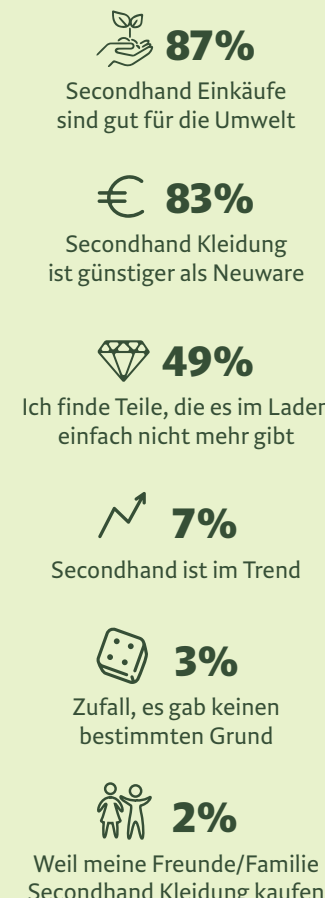 87%
Secondhand Einkäufe
sind gut für die Umwelt
83%
Secondhand Kleidung
ist günstiger als Neuware
49%
Ich finde Teile, die es im Laden
einfach nicht mehr gibt
7%
Secondhand ist im Trend
3%
Zufall, es gab keinen
bestimmten Grund
2%
Weil meine Freunde/Familie
Secondhand Kleidung kaufen